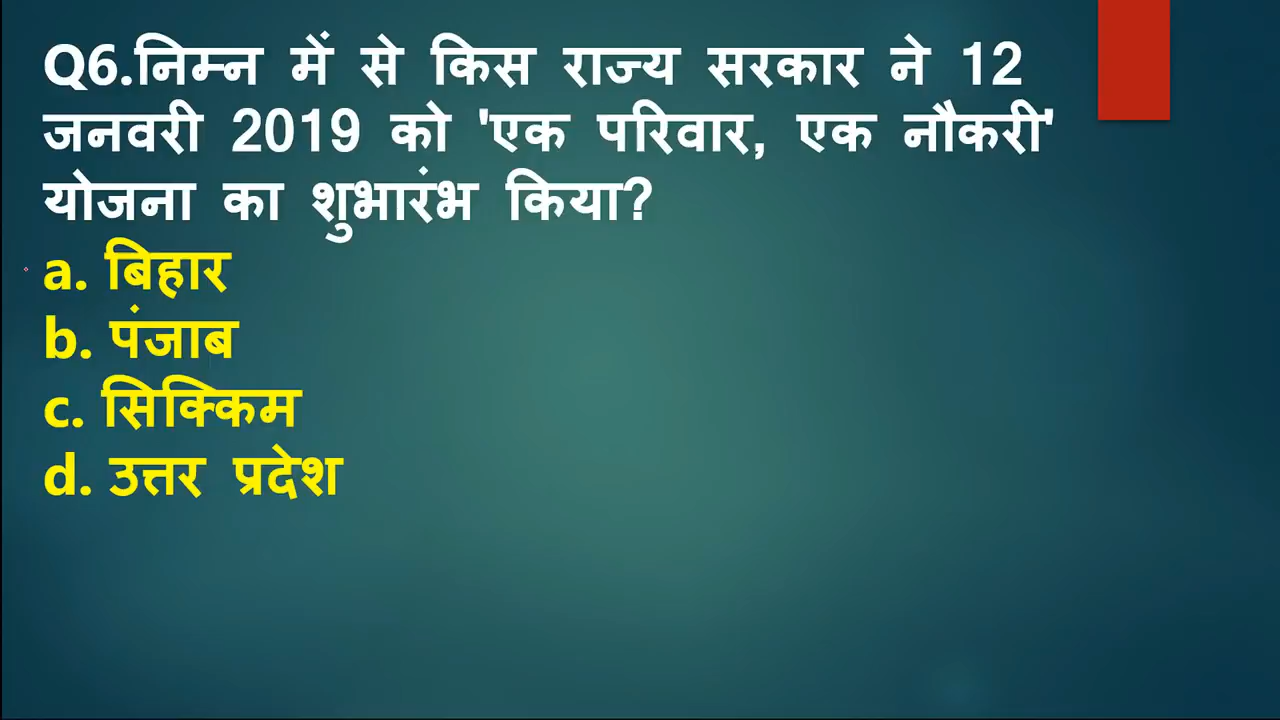 Q6.निम्न में से किस राज्य सरकार ने 12
जनवरी 2019 को 'एक परिवार, एक नौकरी'
योजना का शुभारंभ किया?
a. बिहार
b. पंजाब
c. सिक्किम
d. उत्तर प्रदेश